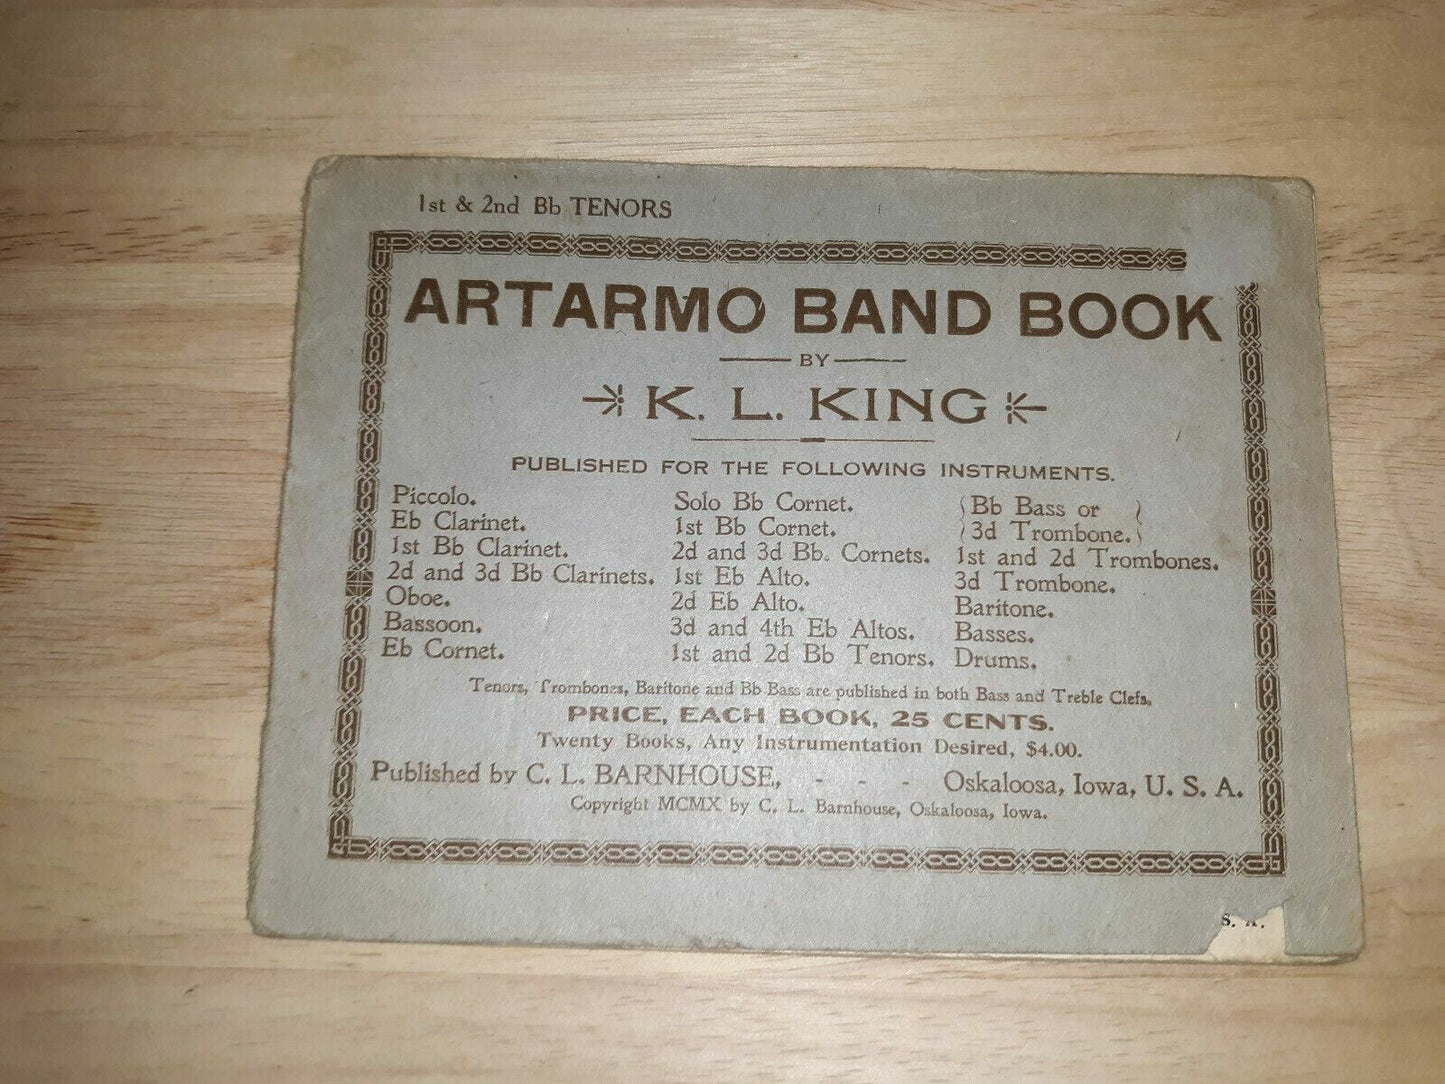 1st & 2nd Bb TENORS
ARTARMO BAND BOOK
BY
K. L. KING
PUBLISHED FOR THE FOLLOWING INSTRUMENTS.
Piccolo.
Eb Clarinet.
1st Bb Clarinet.
2d and 3d Bb Clarinets.
Oboe.
Bassoon.
Eb Cornet.
Solo Bb Cornet.
1st Bb Cornet.
2d and 3d Bb. Cornets.
1st Eb Alto.
2d Eb Alto.
3d and 4th Eb Altos.
1st and 2d Bb Tenors.
{Bb Bass or }
{3d Trombone.}
1st and 2d Trombones.
3d Trombone.
Baritone.
Basses.
Drums.
Tenors, Trombones, Baritone and Bb Bass are published in both Bass and Treble Clefs.
PRICE, EACH BOOK, 25 CENTS.
Twenty Books, Any Instrumentation Desired, $4.00.
Published by C. L. BARNHOUSE, - - - Oskaloosa, Iowa, U. S. A.
Copyright MCMX by C. L. Barnhouse, Oskaloosa, Iowa.
S. A.